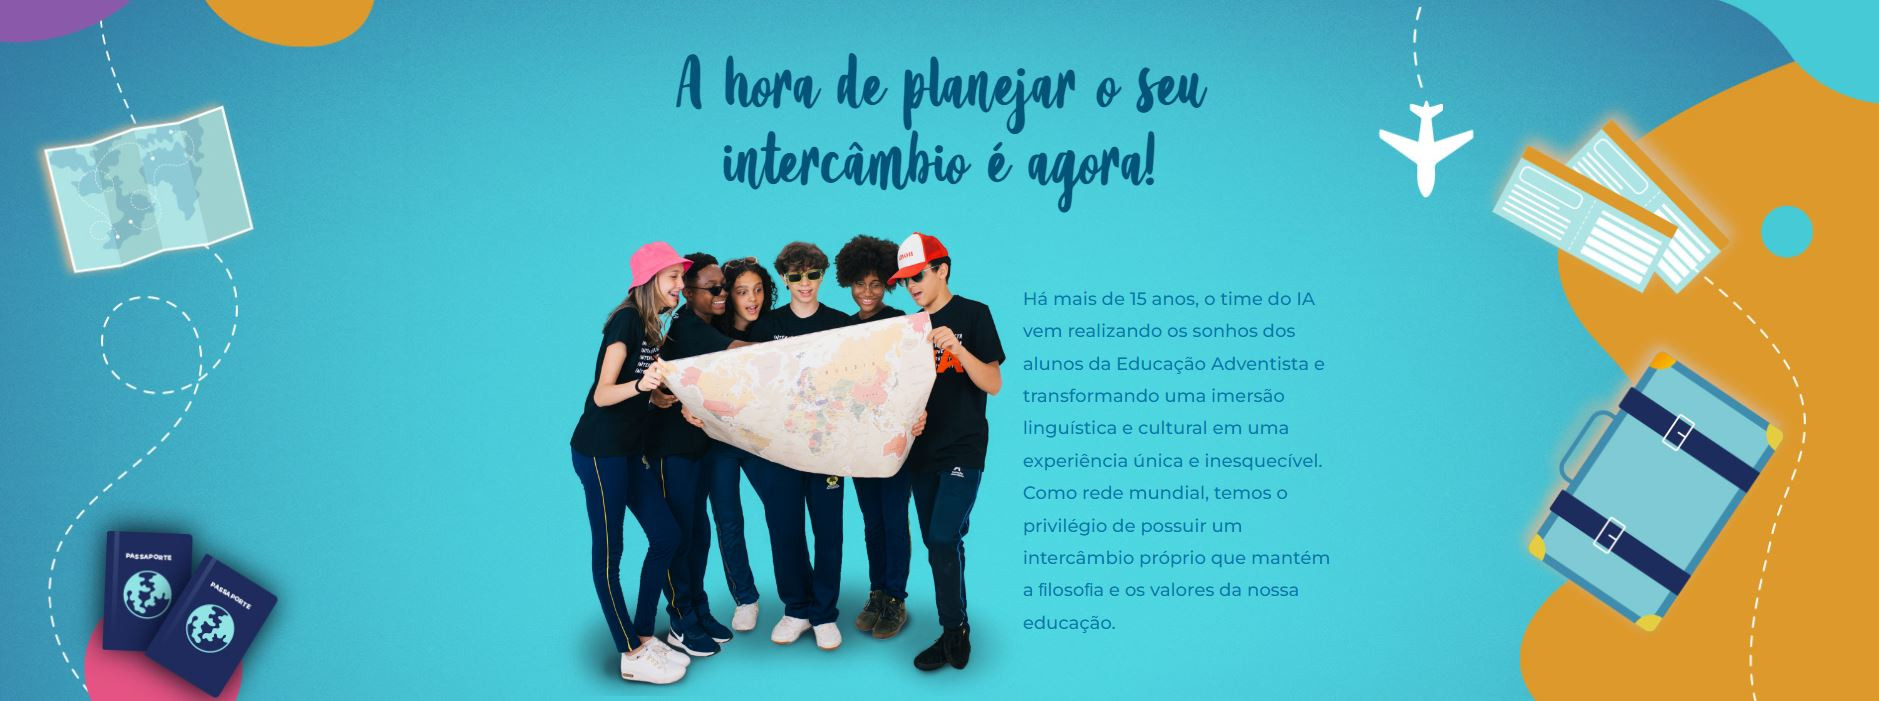 A hora de planejar o seu
intercâmbio é agora!
Há mais de 15 anos, o time do IA
vem realizando os sonhos dos
alunos da Educação Adventista e
transformando uma imersão
linguística e cultural em uma
experiência única e inesquecível.
Como rede mundial, temos o
privilégio de possuir um
intercâmbio próprio que mantém
a filosofia e os valores da nossa
educação.
PASSAPORTE
PASSAPORTE
RUSSIA